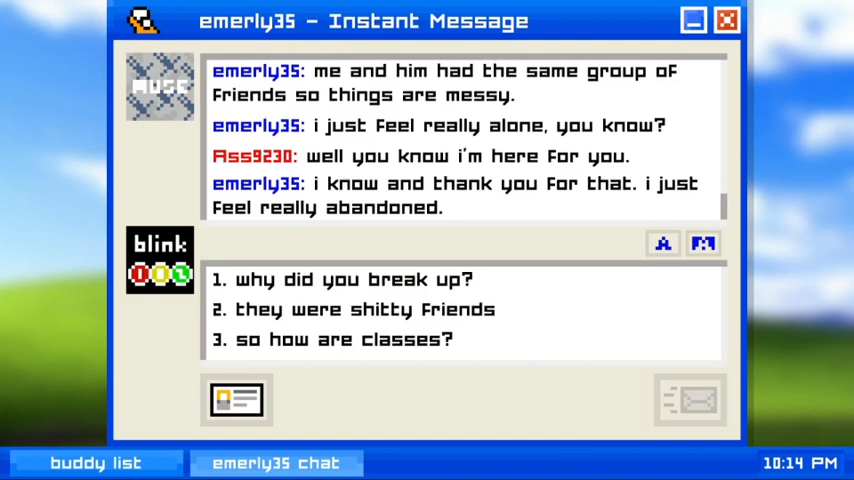 emerly35 - Instant Message
MUSE
emerly35: me and him had the same group of
friends so things are messy.
emerly35: i just feel really alone, you know?
Ass9230: well you know i'm here for you.
emerly35: i know and thank you for that. i just
feel really abandoned.
blink
182
A
1. why did you break up?
2. they were shitty friends
3. so how are classes?
buddy list
emerly35 chat
10:14 PM